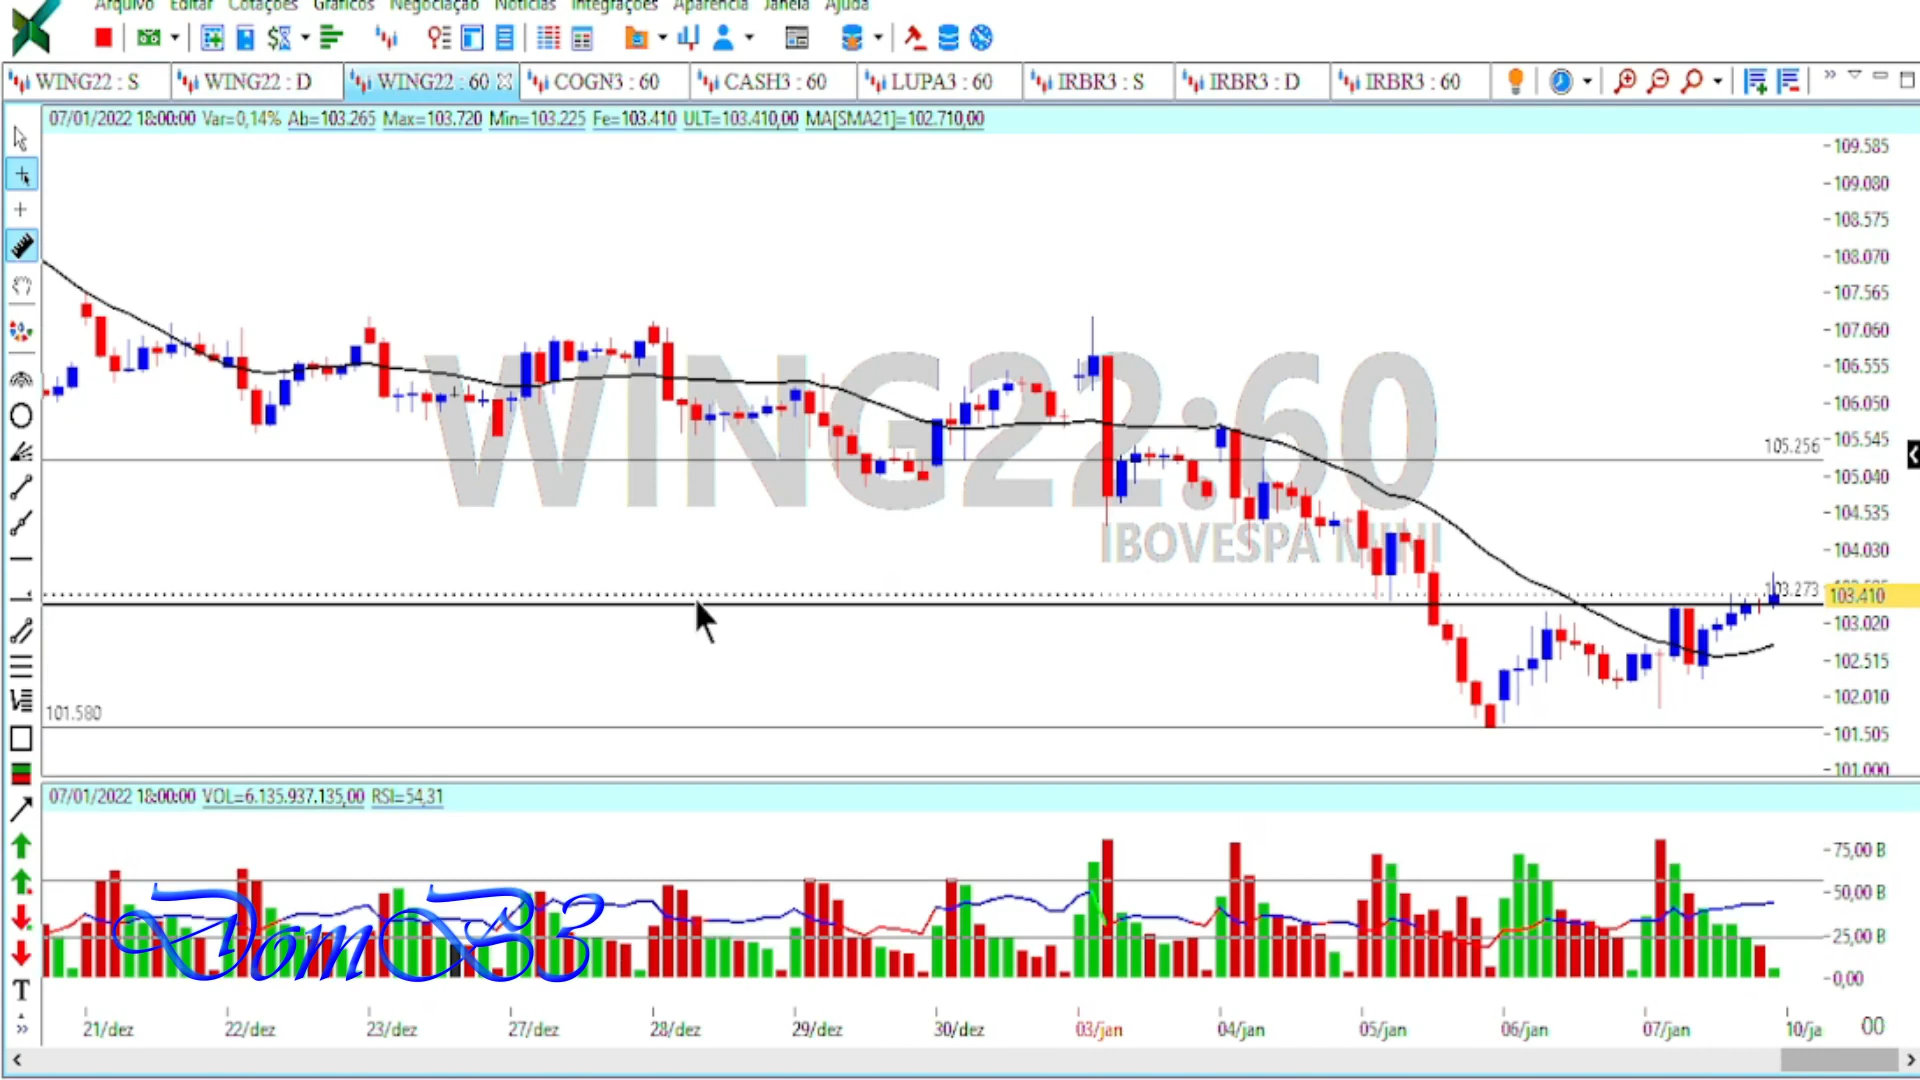 Arquivo Editar Cotações Gráficos Negociação Notícias Integrações Aparência Janela Ajuda
WING22 : S WING22 : D WING22 : 60 COGN3 : 60 CASH3 : 60 LUPA3 : 60 IRBR3 : S IRBR3 : D IRBR3 : 60
07/01/2022 18:00:00 Var=0,14% Ab=103.265 Max=103.720 Min=103.225 Fe=103.410 ULT=103.410,00 MA[SMA21]=102.710,00
109.585
109.080
108.575
108.070
107.565
107.060
106.555
106.050
105.545
105.256
105.040
104.535
104.030
103.273
103.410
103.020
102.515
102.010
101.580
101.505
101.000
WING22:60
IBOVESPA MINI
07/01/2022 18:00:00 VOL=6.135.937.135,00 RSI=54,31
75,00 B
50,00 B
25,00 B
0,00
DomB3
T
21/dez 22/dez 23/dez 27/dez 28/dez 29/dez 30/dez 03/jan 04/jan 05/jan 06/jan 07/jan 10/ja 00